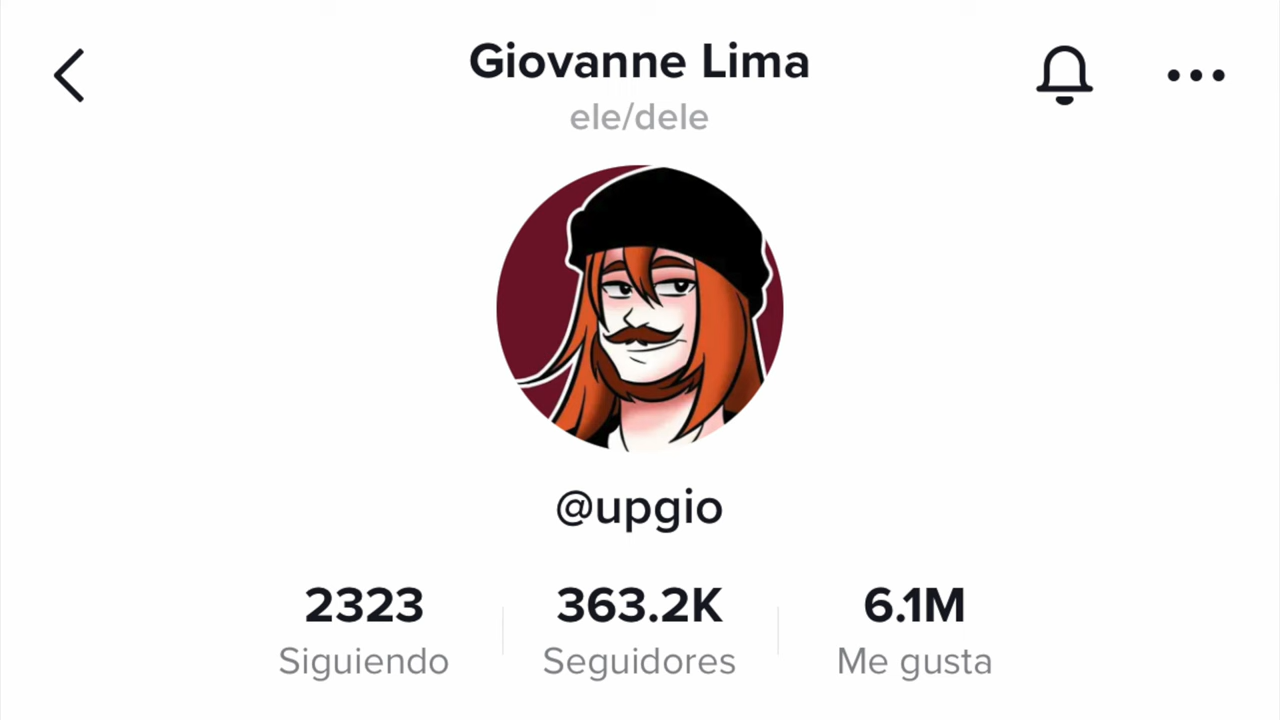 Giovanne Lima
ele/dele
@upgio
2323 363.2K 6.1M
Siguiendo Seguidores Me gusta